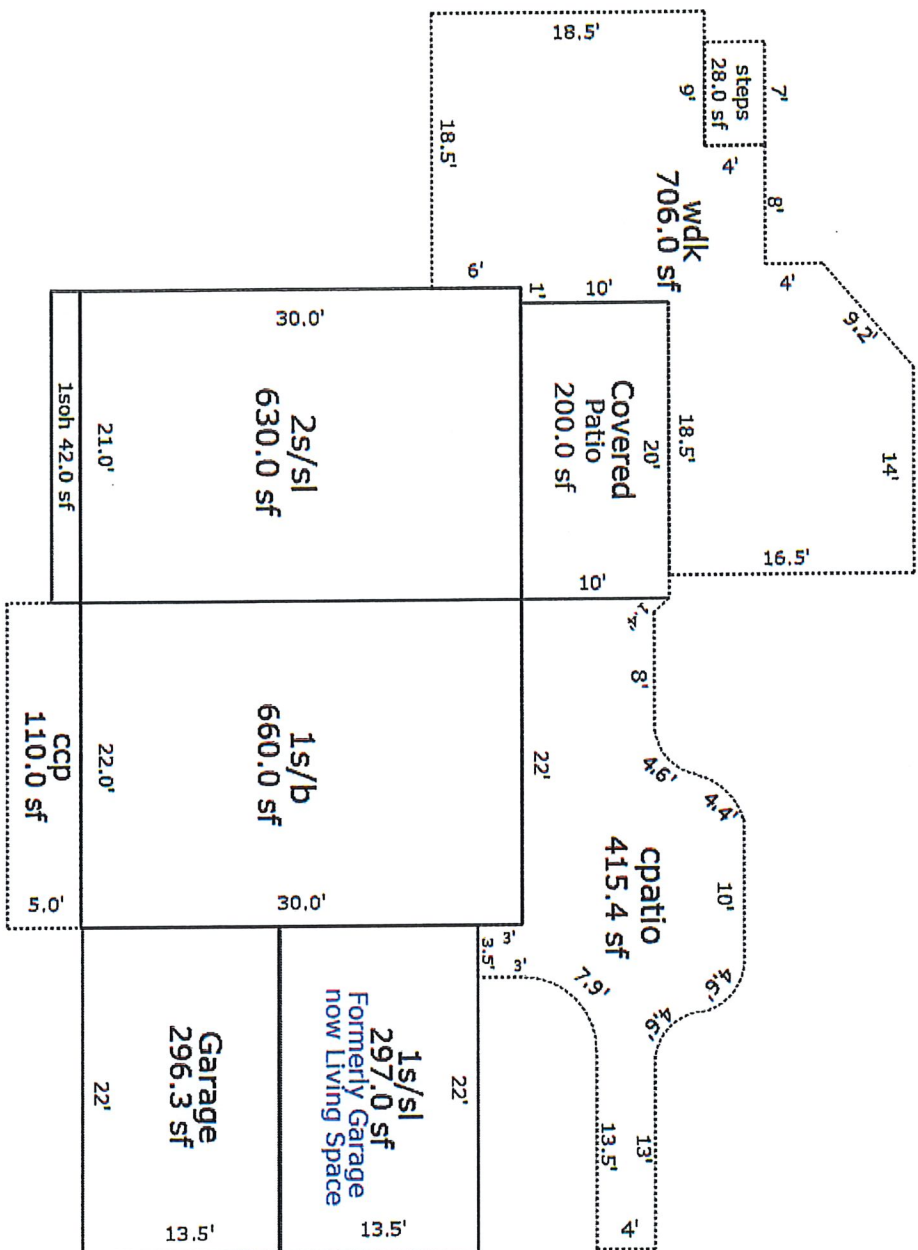 18.5'
18.5'
9'
steps
28.0 sf
7'
4'
8'
4'
9.2'
14'
16.5'
wdk
706.0 sf
6'
1'
10'
18.5'
20'
Covered
Patio
200.0 sf
10'
30.0'
2s/sl
630.0 sf
21.0'
1soh 42.0 sf
8'
4.6'
4.4'
10'
4.6'
4.6'
cpatio
415.4 sf
22'
3'
3.5'
3'
7.9'
13.5'
13'
4'
1s/b
660.0 sf
22.0'
30.0'
ccp
110.0 sf
5.0'
22'
1s/sl
297.0 sf
Formerly Garage
now Living Space
13.5'
Garage
296.3 sf
22'
13.5'